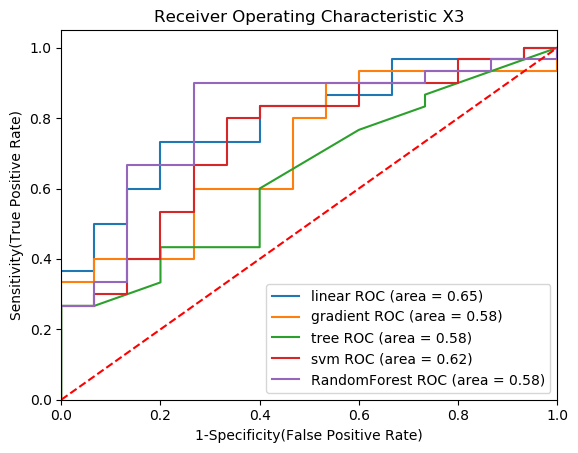 Receiver Operating Characteristic X3
Sensitivity(True Positive Rate)
1.0
0.8
0.6
0.4
0.2
0.0
linear ROC (area = 0.65)
gradient ROC (area = 0.58)
tree ROC (area = 0.58)
svm ROC (area = 0.62)
RandomForest ROC (area = 0.58)
0.0 0.2 0.4 0.6 0.8 1.0
1-Specificity(False Positive Rate)